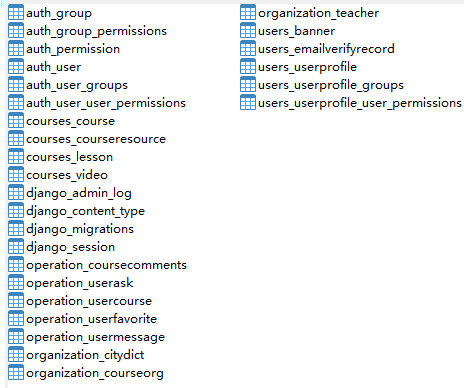 auth_group
auth_group_permissions
auth_permission
auth_user
auth_user_groups
auth_user_user_permissions
courses_course
courses_courseresource
courses_lesson
courses_video
django_admin_log
django_content_type
django_migrations
django_session
operation_coursecomments
operation_userask
operation_usercourse
operation_userfavorite
operation_usermessage
organization_citydict
organization_courseorg
organization_teacher
users_banner
users_emailverifyrecord
users_userprofile
users_userprofile_groups
users_userprofile_user_permissions